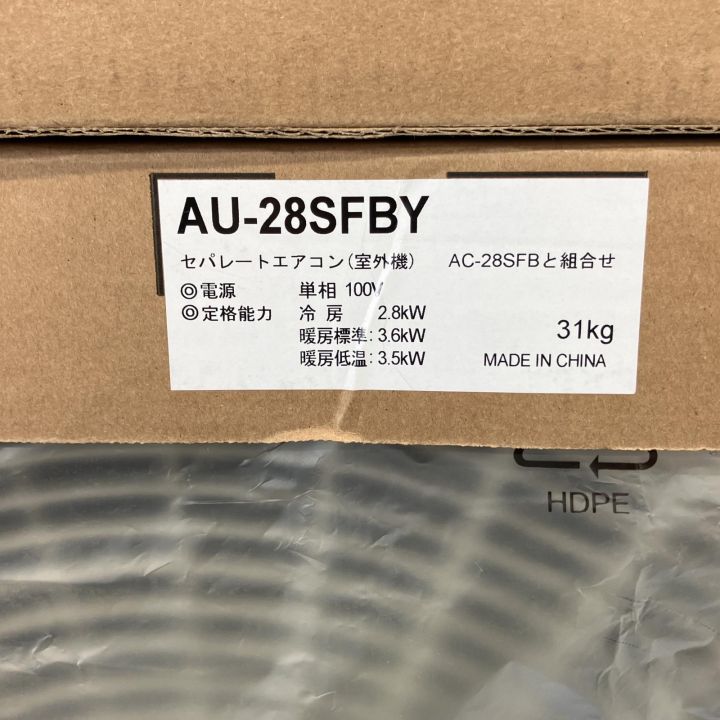 AU-28SFBY
セパレートエアコン(室外機) AC-28SFBと組合せ
◎電源 単相 100V
◎定格能力 冷房 2.8kW
暖房標準: 3.6kW
暖房低温: 3.5kW
31kg
MADE IN CHINA
HDPE